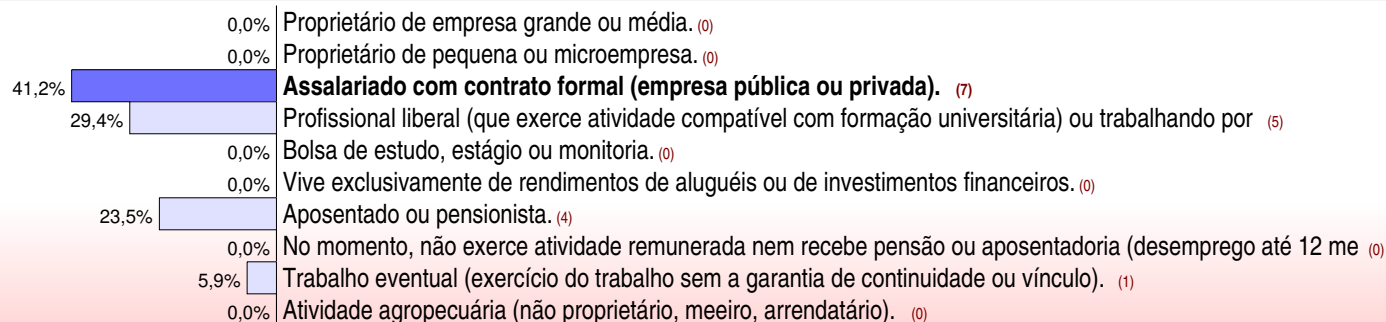 0,0% Proprietário de empresa grande ou média. (0)
0,0% Proprietário de pequena ou microempresa. (0)
41,2% Assalariado com contrato formal (empresa pública ou privada). (7)
29,4% Profissional liberal (que exerce atividade compatível com formação universitária) ou trabalhando por (5)
0,0% Bolsa de estudo, estágio ou monitoria. (0)
0,0% Vive exclusivamente de rendimentos de aluguéis ou de investimentos financeiros. (0)
23,5% Aposentado ou pensionista. (4)
0,0% No momento, não exerce atividade remunerada nem recebe pensão ou aposentadoria (desemprego até 12 me (0)
5,9% Trabalho eventual (exercício do trabalho sem a garantia de continuidade ou vínculo). (1)
0,0% Atividade agropecuária (não proprietário, meeiro, arrendatário). (0)